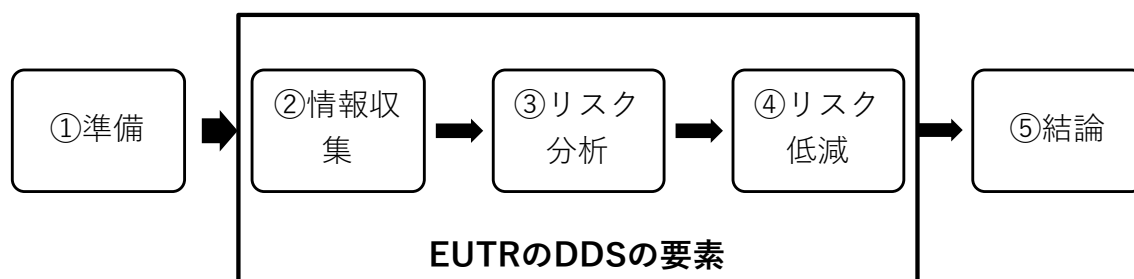 ①準備
②情報収
集
③リスク
分析
④リスク
低減
⑤結論
EUTRのDDSの要素